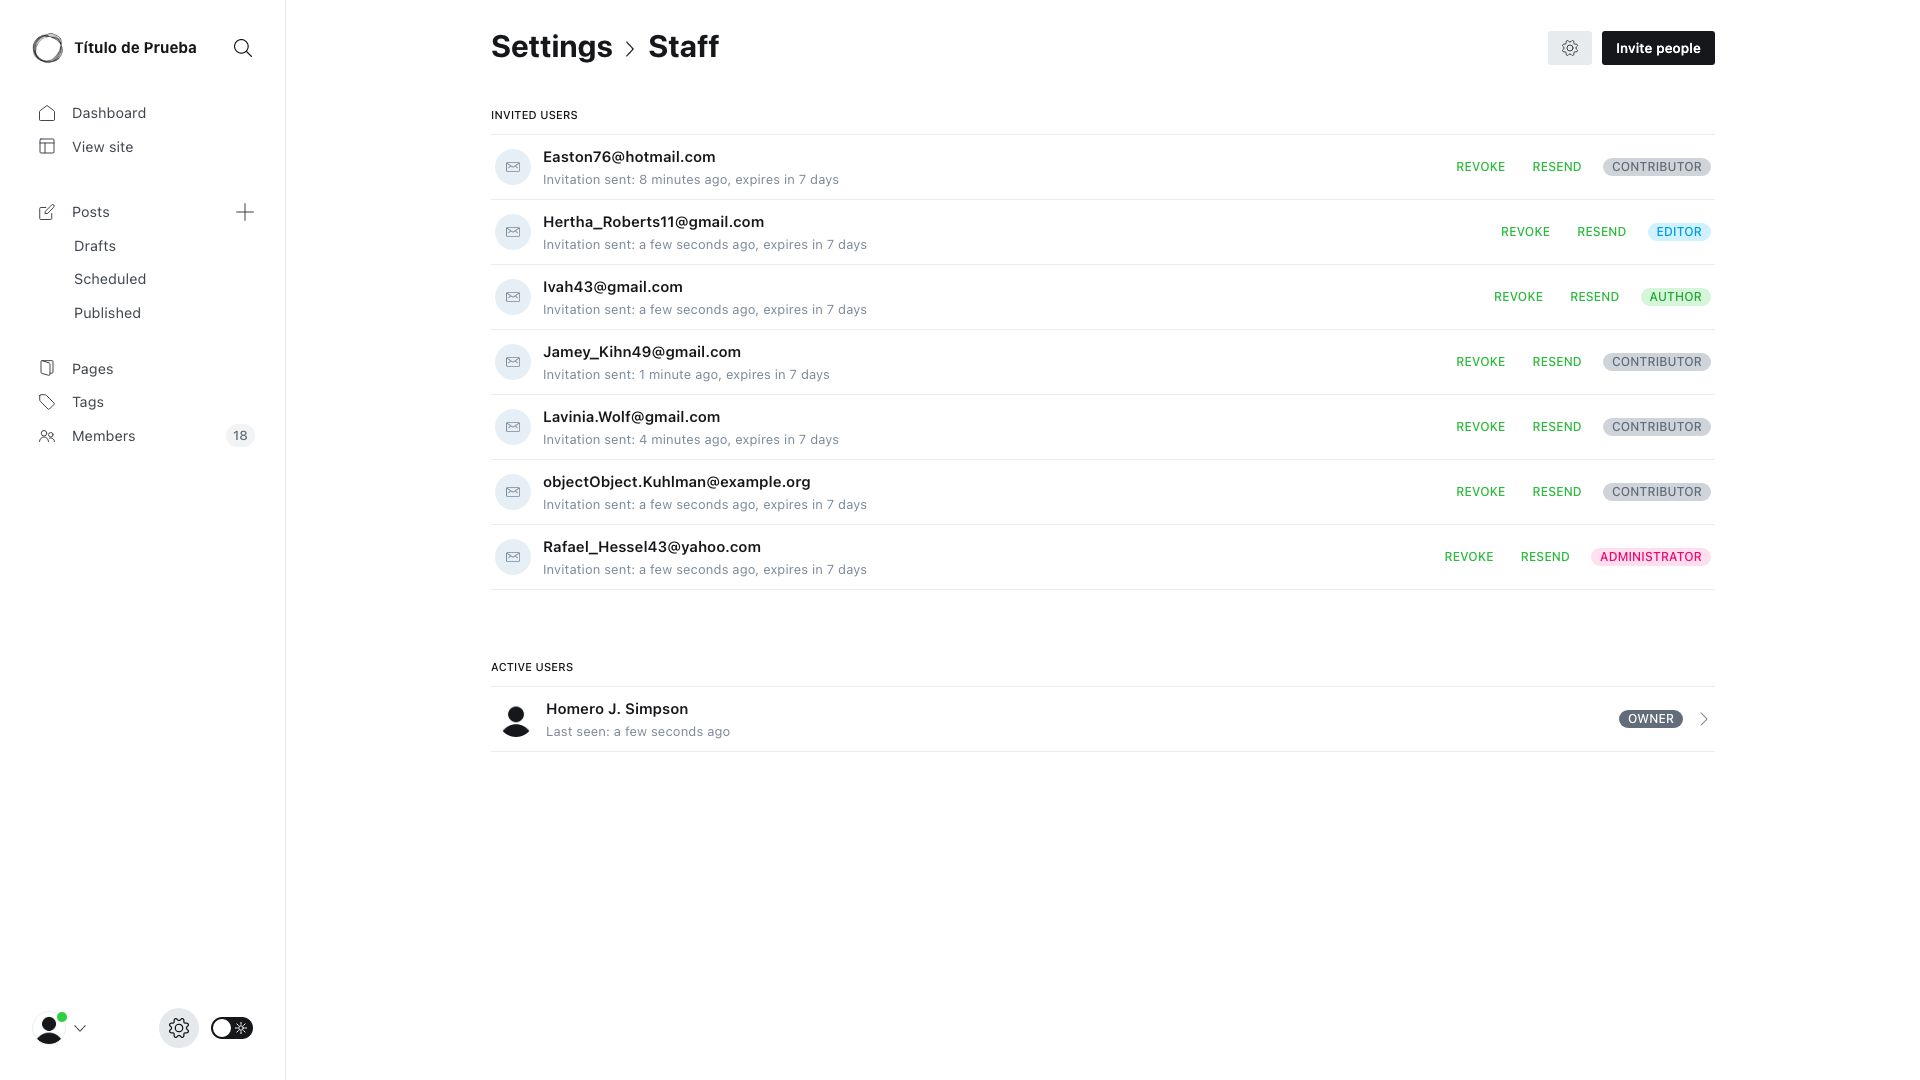 Título de Prueba
Dashboard
View site
Posts
Drafts
Scheduled
Published
Pages
Tags
Members 18
Settings > Staff
Invite people
INVITED USERS
Easton76@hotmail.com
Invitation sent: 8 minutes ago, expires in 7 days
REVOKE RESEND CONTRIBUTOR
Hertha_Roberts11@gmail.com
Invitation sent: a few seconds ago, expires in 7 days
REVOKE RESEND EDITOR
Ivah43@gmail.com
Invitation sent: a few seconds ago, expires in 7 days
REVOKE RESEND AUTHOR
Jamey_Kihn49@gmail.com
Invitation sent: 1 minute ago, expires in 7 days
REVOKE RESEND CONTRIBUTOR
Lavinia.Wolf@gmail.com
Invitation sent: 4 minutes ago, expires in 7 days
REVOKE RESEND CONTRIBUTOR
objectObject.Kuhlman@example.org
Invitation sent: a few seconds ago, expires in 7 days
REVOKE RESEND CONTRIBUTOR
Rafael_Hessel43@yahoo.com
Invitation sent: a few seconds ago, expires in 7 days
REVOKE RESEND ADMINISTRATOR
ACTIVE USERS
Homero J. Simpson
Last seen: a few seconds ago
OWNER